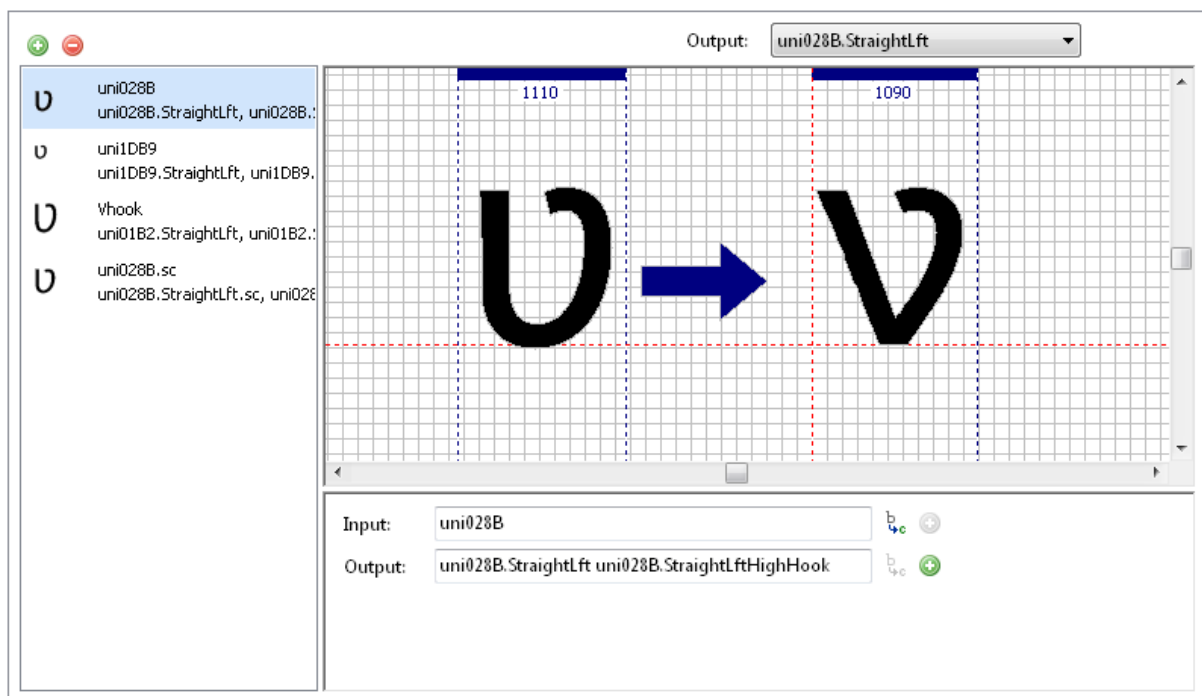 Output: uni028B.StraightLft
ʋ uni028B
uni028B.StraightLft, uni028B.
ʋ uni1DB9
uni1DB9.StraightLft, uni1DB9.
Ʋ Vhook
uni01B2.StraightLft, uni01B2.
ʋ uni028B.sc
uni028B.StraightLft.sc, uni028
1110 1090
Input: uni028B
Output: uni028B.StraightLft uni028B.StraightLftHighHook